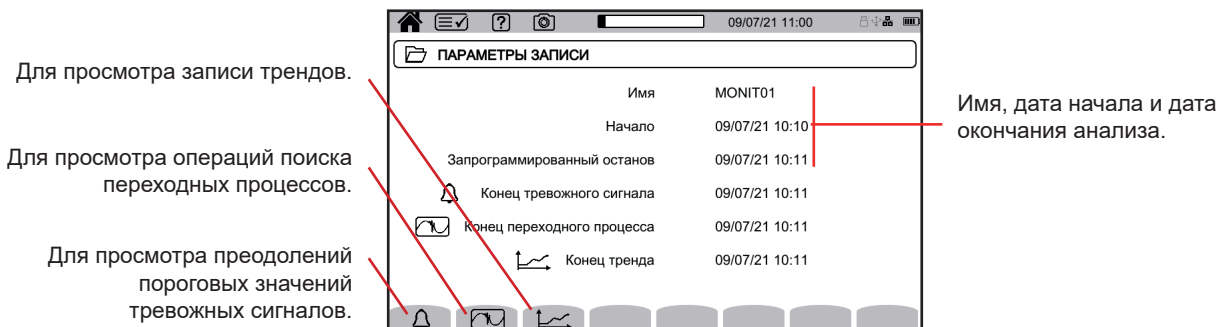 09/07/21 11:00
ПАРАМЕТРЫ ЗАПИСИ
Для просмотра записи трендов.
Для просмотра операций поиска
переходных процессов.
Для просмотра преодолений
пороговых значений
тревожных сигналов.
Имя MONIT01
Начало 09/07/21 10:10
Запрограммированный останов 09/07/21 10:11
Конец тревожного сигнала 09/07/21 10:11
Конец переходного процесса 09/07/21 10:11
Конец тренда 09/07/21 10:11
Имя, дата начала и дата
окончания анализа.